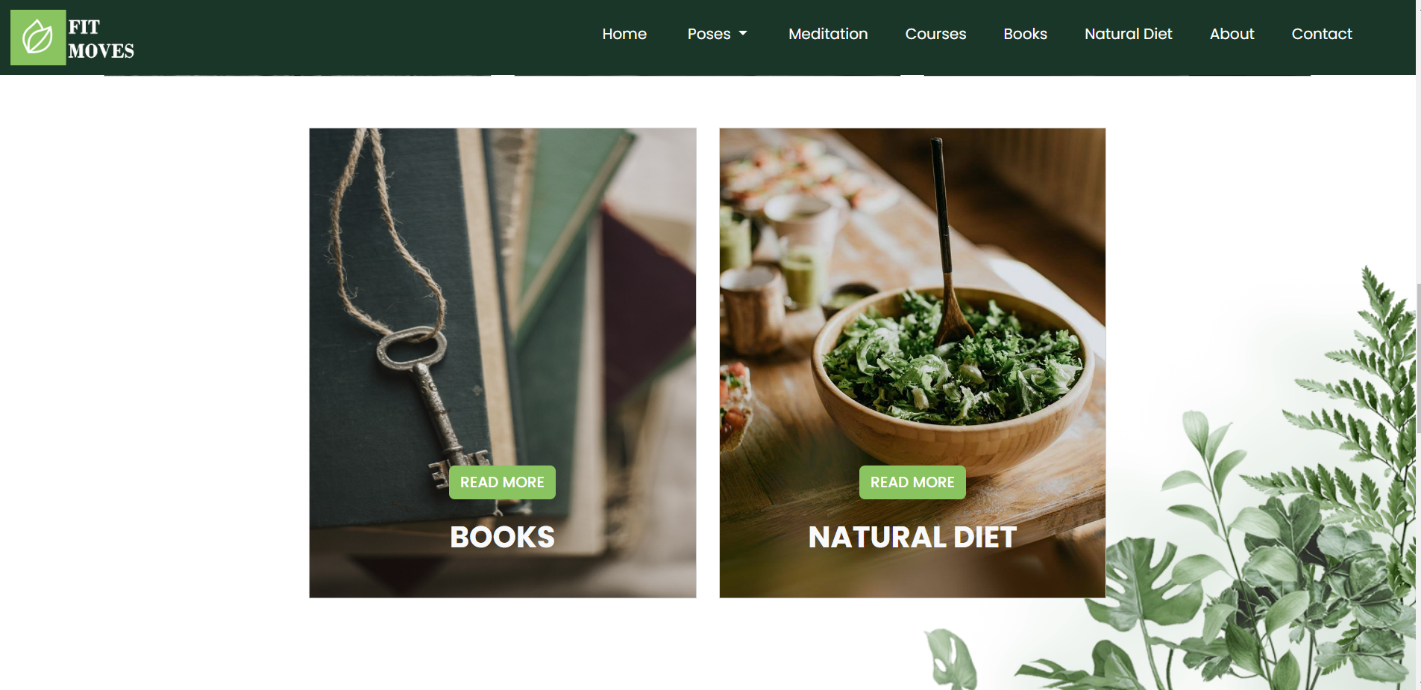 FIT
MOVES
Home Poses Meditation Courses Books Natural Diet About Contact
READ MORE
BOOKS
READ MORE
NATURAL DIET